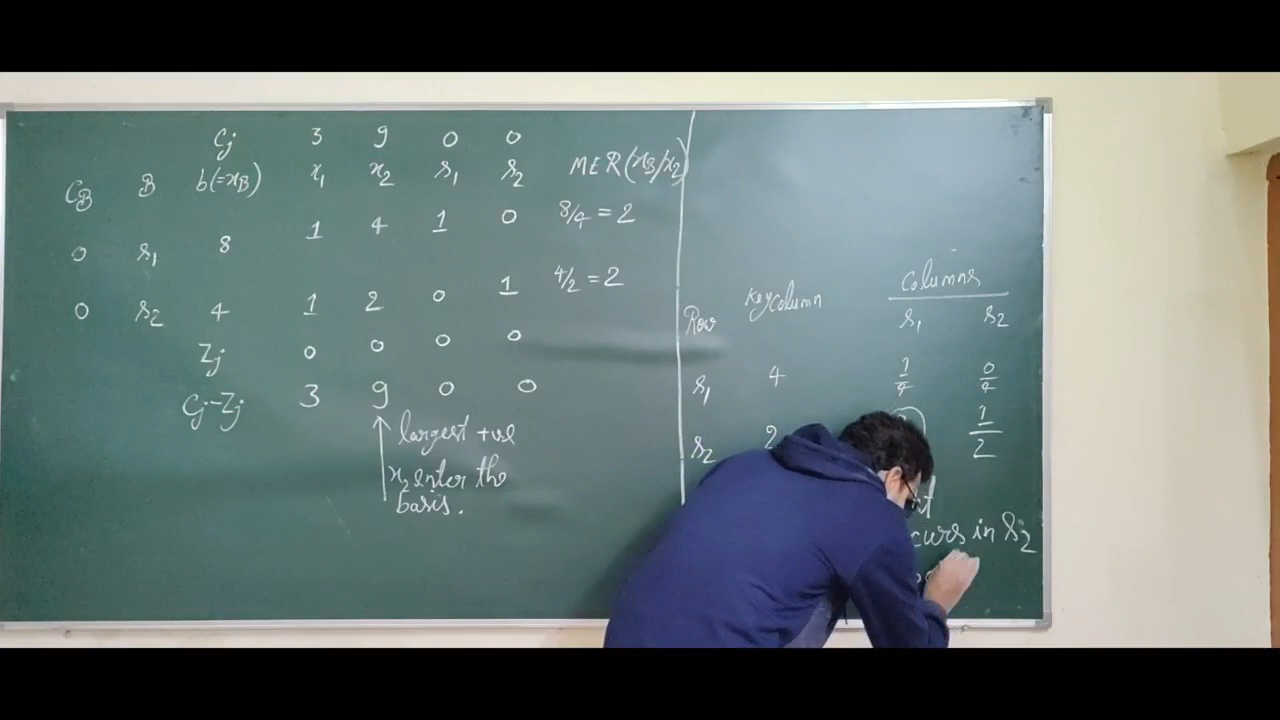 Cj 3 9 0 0
CB B b(=xB) x1 x2 s1 s2 MER(xB/x2)
0 s1 8 1 4 1 0 8/4 = 2
0 s2 4 1 2 0 1 4/2 = 2
Zj 0 0 0 0
Cj-Zj 3 9 0 0
largest +ve
x2 enter the
basis.
Columns
Row Key Column s1 s2
s1 4 1/4 0/4
s2 2 1/2
in s2